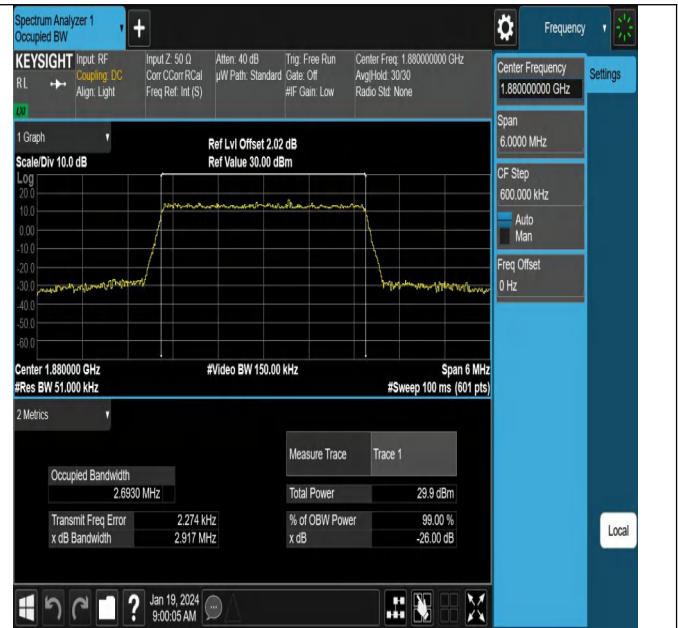 Spectrum Analyzer 1
Occupied BW
Frequency
KEYSIGHT
RL
LXI
Input: RF
Coupling: DC
Align: Light
Input Z: 50 Ω
Corr CCorr RCal
Freq Ref: Int (S)
Atten: 40 dB
µW Path: Standard
Trig: Free Run
Gate: Off
#IF Gain: Low
Center Freq: 1.880000000 GHz
Avg|Hold: 30/30
Radio Std: None
Center Frequency
1.880000000 GHz
Settings
Span
6.0000 MHz
CF Step
600.000 kHz
Auto
Man
Freq Offset
0 Hz
Local
1 Graph
Scale/Div 10.0 dB
Ref Lvl Offset 2.02 dB
Ref Value 30.00 dBm
Log
20.0
10.0
0.00
-10.0
-20.0
-30.0
-40.0
-50.0
-60.0
Center 1.88000 GHz
#Res BW 51.000 kHz
#Video BW 150.00 kHz
Span 6 MHz
#Sweep 100 ms (601 pts)
2 Metrics
Measure Trace Trace 1
Occupied Bandwidth
2.6930 MHz
Total Power 29.9 dBm
Transmit Freq Error 2.274 kHz
% of OBW Power 99.00 %
x dB Bandwidth 2.917 MHz
x dB -26.00 dB
?
Jan 19, 2024
9:00:05 AM